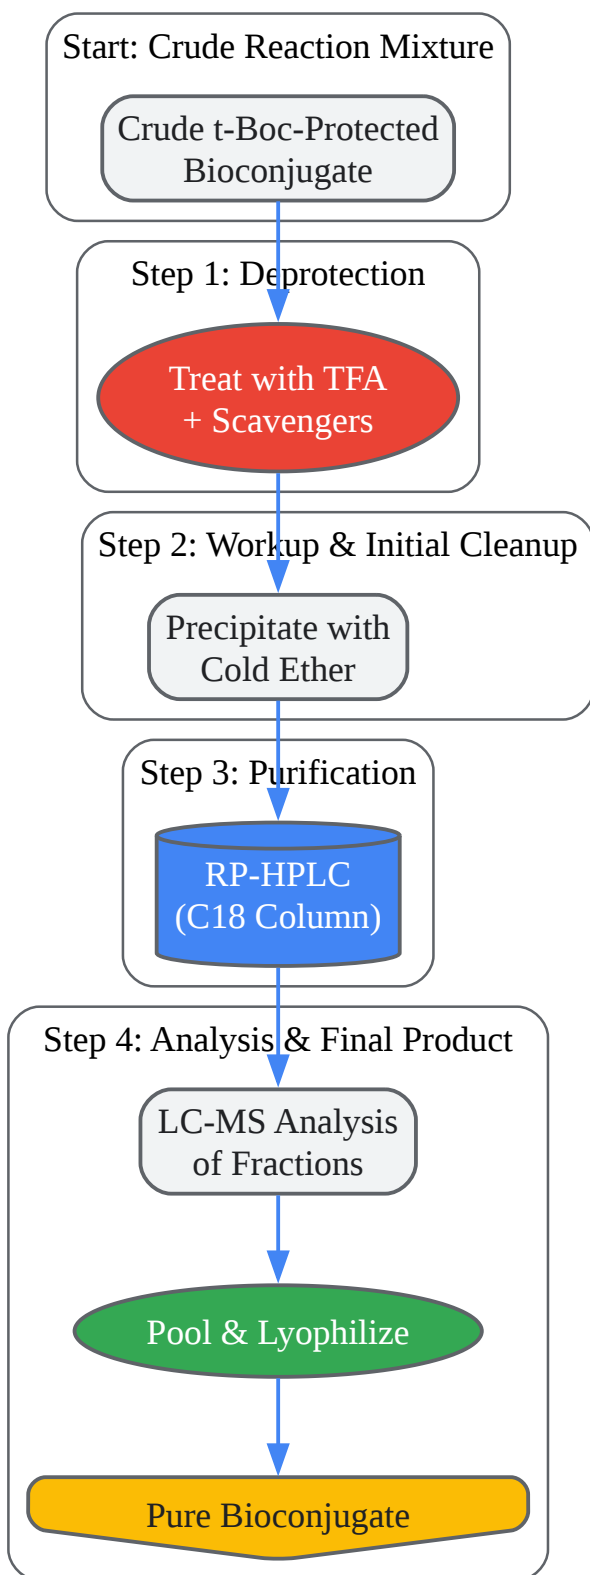 Start: Crude Reaction Mixture
Crude t-Boc-Protected
Bioconjugate
Step 1: Deprotection
Treat with TFA
+ Scavengers
Step 2: Workup & Initial Cleanup
Precipitate with
Cold Ether
Step 3: Purification
RP-HPLC
(C18 Column)
Step 4: Analysis & Final Product
LC-MS Analysis
of Fractions
Pool & Lyophilize
Pure Bioconjugate